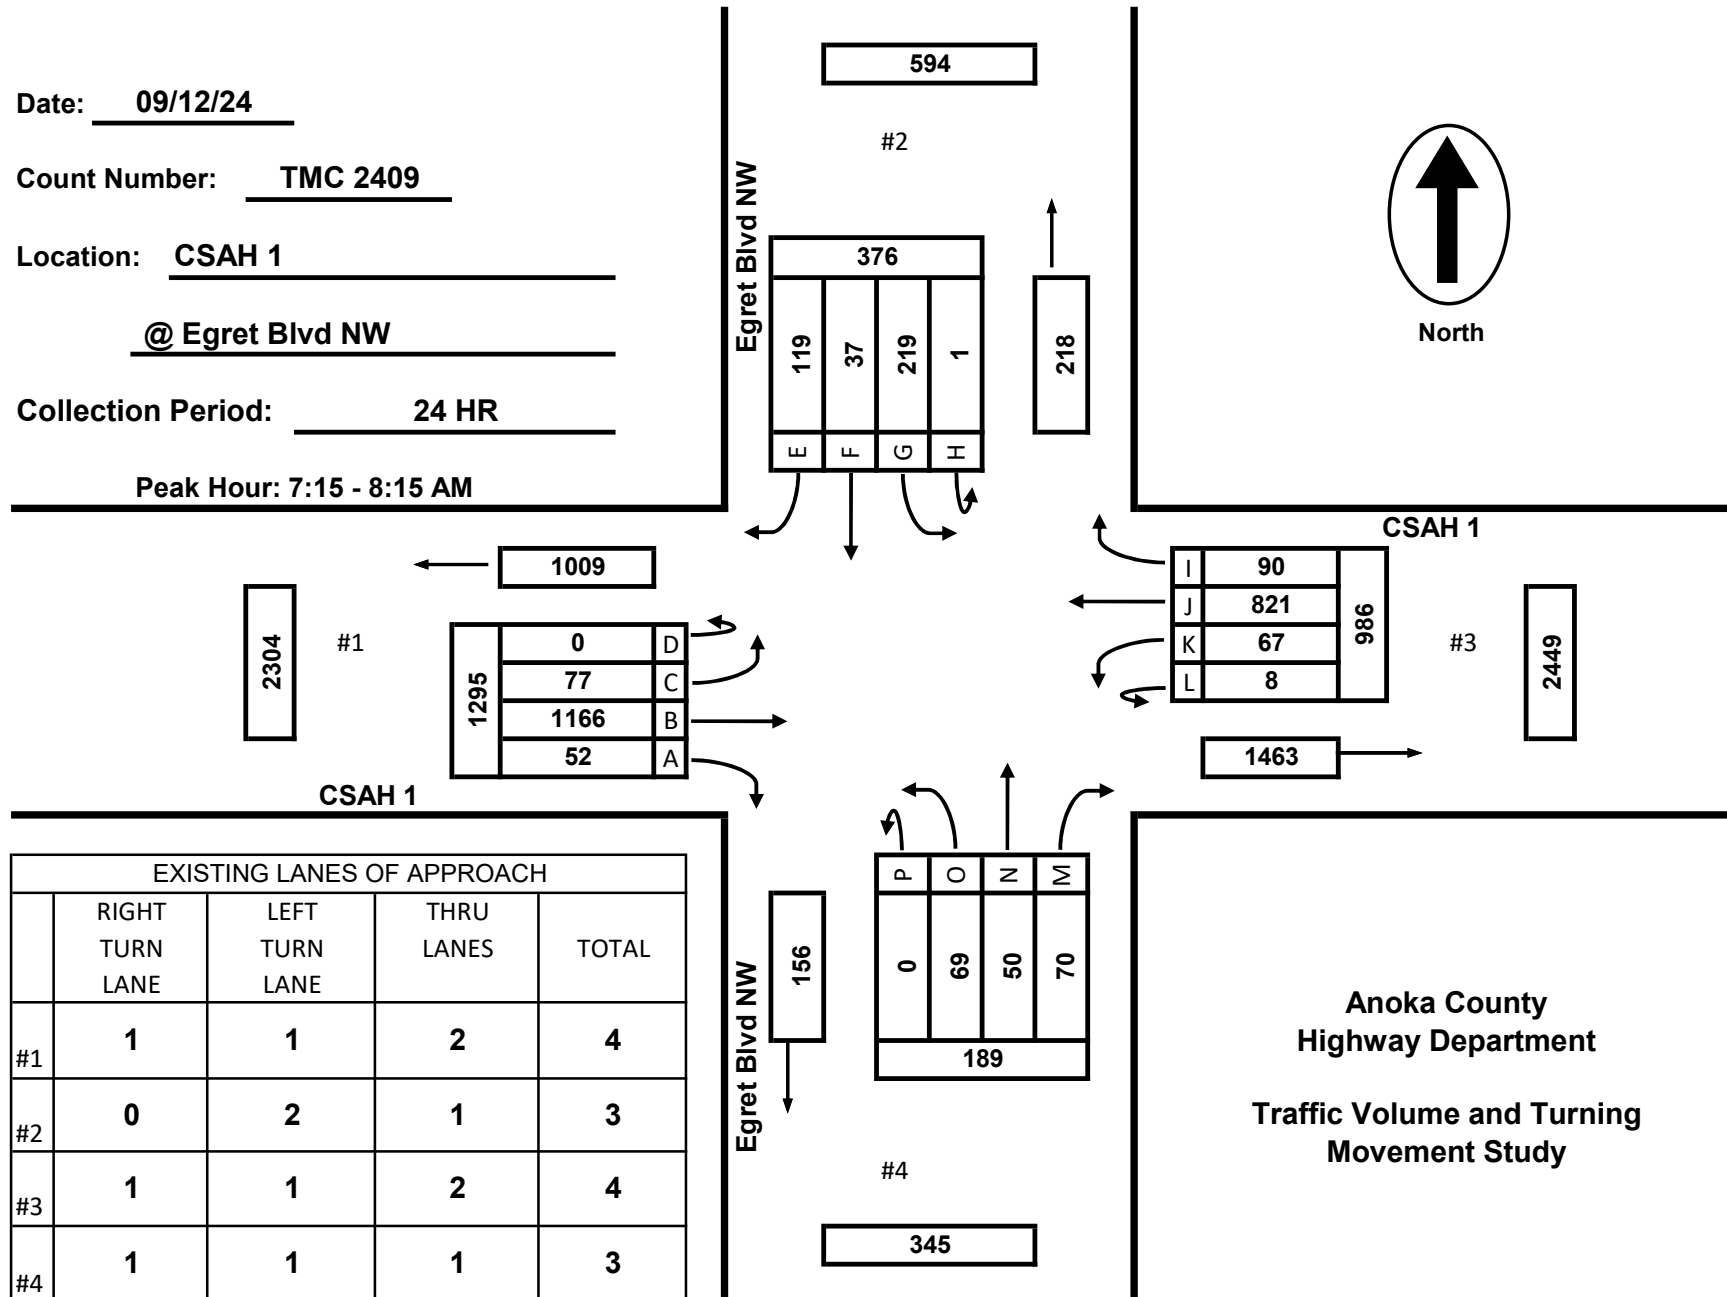 Date: 09/12/24
Count Number: TMC 2409
Location: CSAH 1
@ Egret Blvd NW
Collection Period: 24 HR
Peak Hour: 7:15 - 8:15 AM
594
#2
Egret Blvd NW
376
119 37 219 1
E F G H
218
North
CSAH 1
1009
2304
#1
1295
0 D
77 C
1166 B
52 A
CSAH 1
I 90
J 821
K 67
L 8
986
#3
2449
1463
P O N M
0 69 50 70
189
156
Egret Blvd NW
#4
345
EXISTING LANES OF APPROACH
RIGHT LEFT THRU
TURN TURN LANES TOTAL
LANE LANE
#1 1 1 2 4
#2 0 2 1 3
#3 1 1 2 4
#4 1 1 1 3
Anoka County
Highway Department
Traffic Volume and Turning
Movement Study